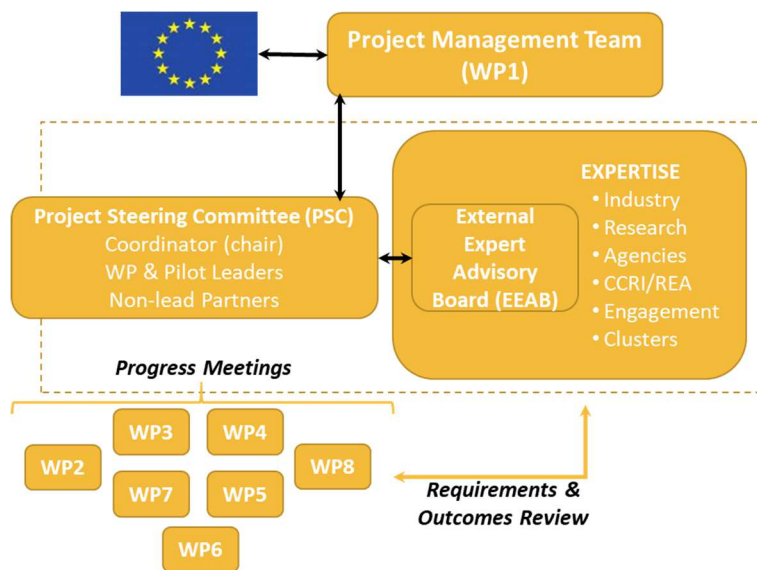 Project Management Team
(WP1)
Project Steering Committee (PSC)
Coordinator (chair)
WP & Pilot Leaders
Non-lead Partners
External
Expert
Advisory
Board (EEAB)
EXPERTISE
• Industry
• Research
• Agencies
• CCRI/REA
• Engagement
• Clusters
Progress Meetings
WP3
WP4
WP2
WP8
WP7
WP5
WP6
Requirements &
Outcomes Review